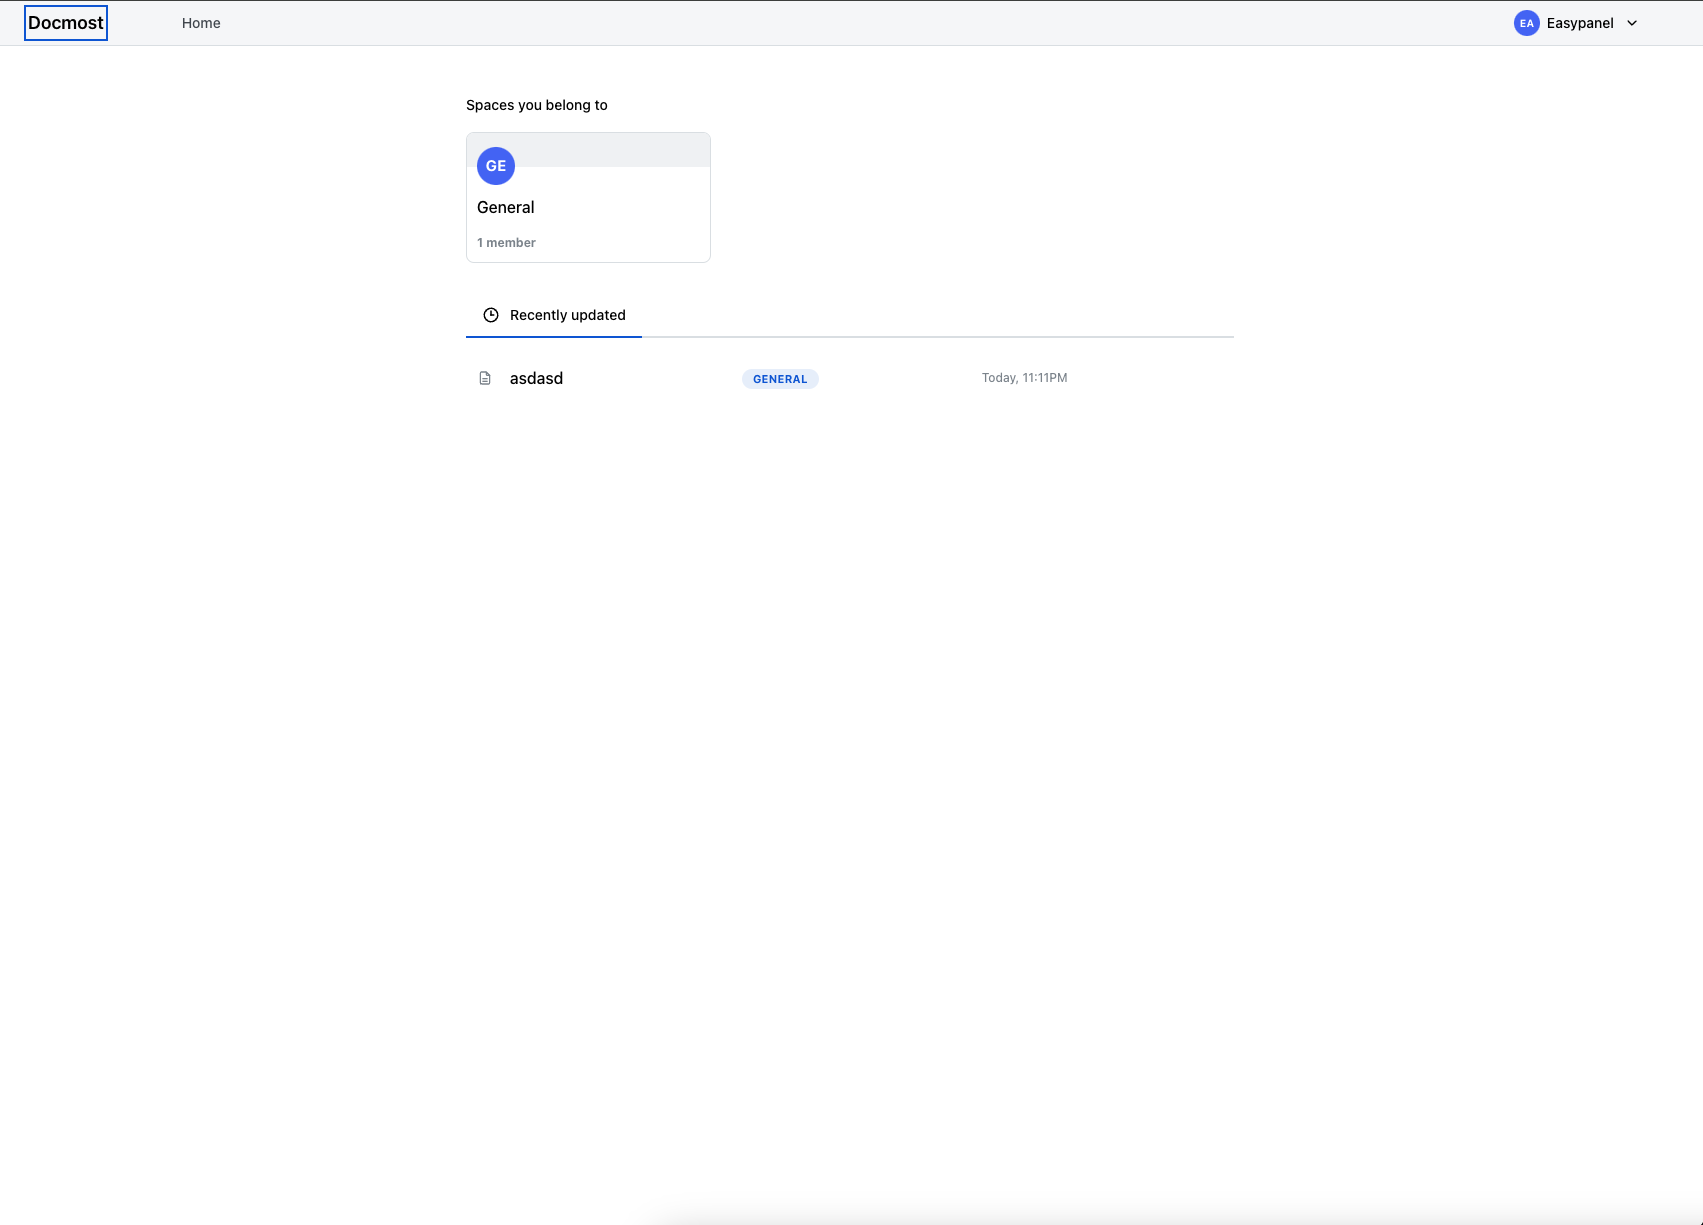 Docmost
Home
EA Easypanel
Spaces you belong to
GE
General
1 member
Recently updated
asdasd GENERAL Today, 11:11PM